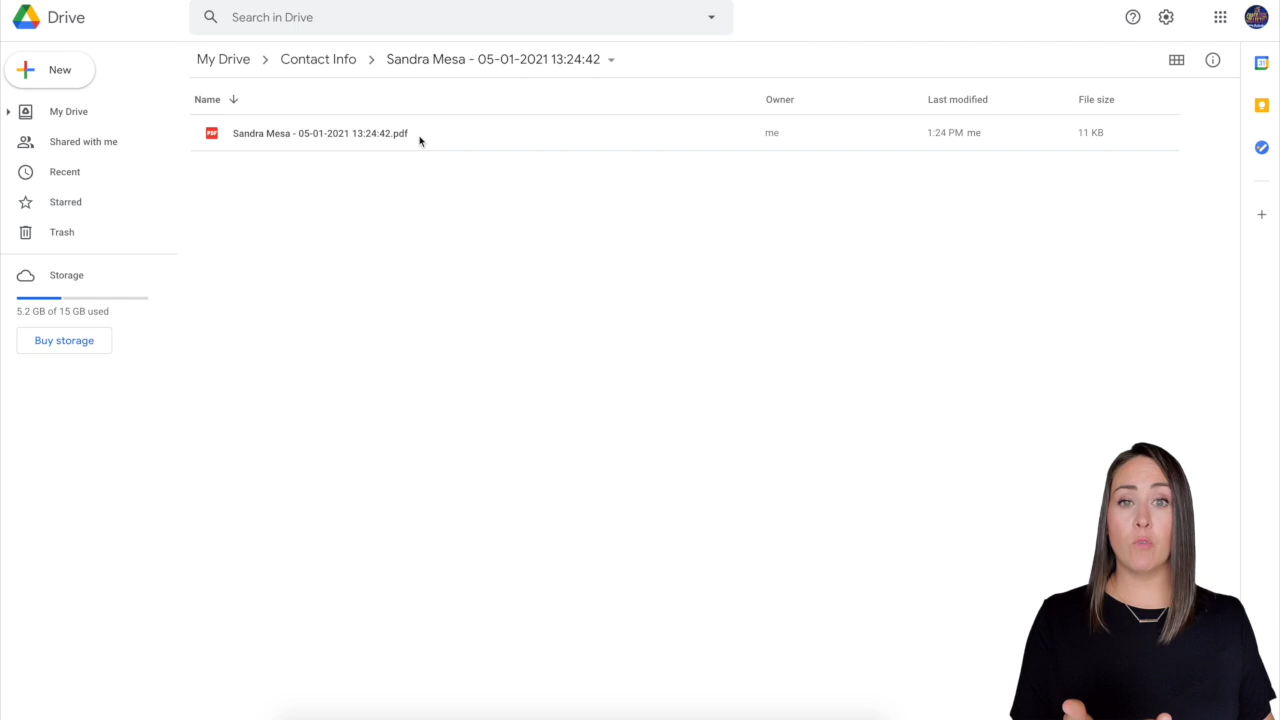 Drive
Search in Drive
New
My Drive
Shared with me
Recent
Starred
Trash
Storage
5.2 GB of 15 GB used
Buy storage
My Drive
Contact Info
Sandra Mesa - 05-01-2021 13:24:42
Name
Owner
Last modified
File size
PDF
Sandra Mesa - 05-01-2021 13:24:42.pdf
me
1:24 PM me
11 KB
31